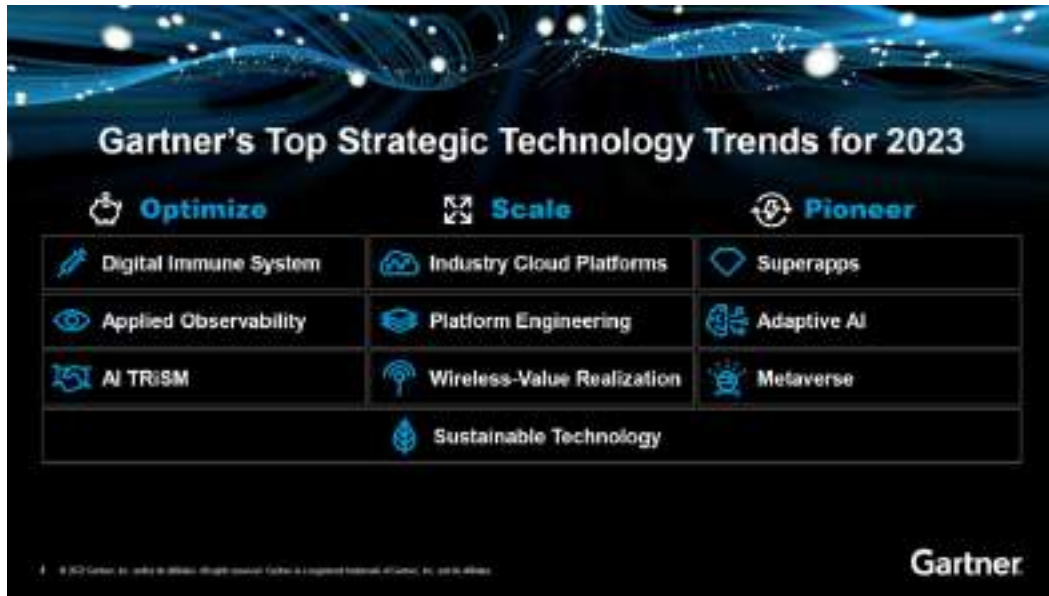 Gartner's Top Strategic Technology Trends for 2023
Optimize Scale Pioneer
Digital Immune System Industry Cloud Platforms Superapps
Applied Observability Platform Engineering Adaptive AI
AI TRiSM Wireless-Value Realization Metaverse
Sustainable Technology
Gartner